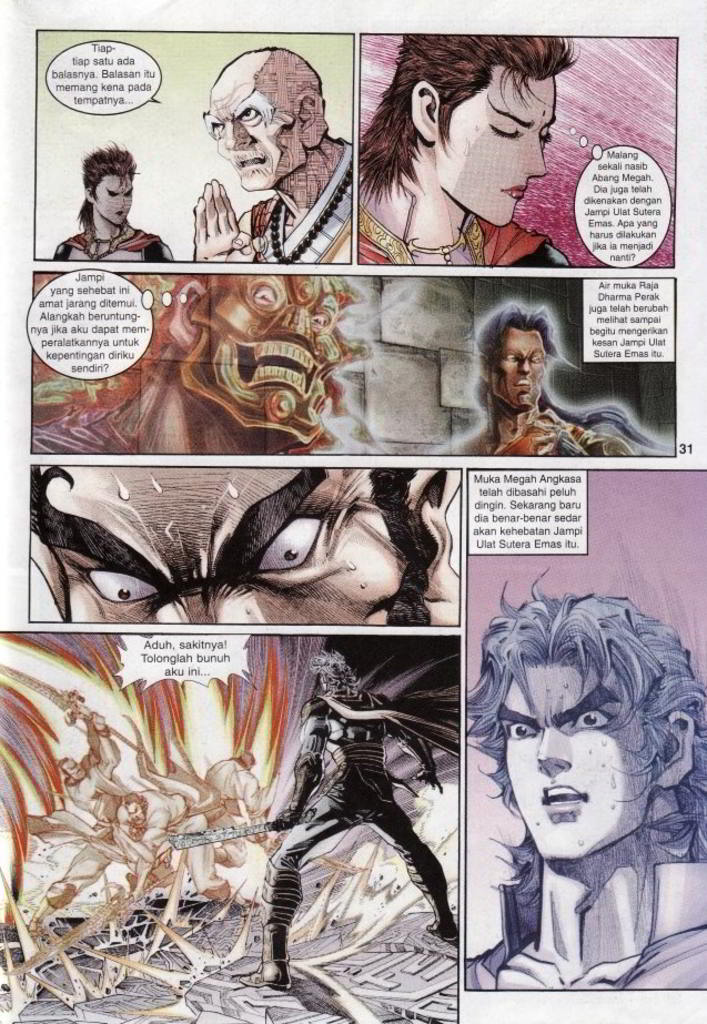 Tiap-
tiap satu ada
balasnya. Balasan itu
memang kena pada
tempatnya...
Malang
sekali nasib
Abang Megah.
Dia juga telah
dikenakan dengan
Jampi Ulat Sutera
Emas. Apa yang
harus dilakukan
jika ia menjadi
nanti?
Jampi
yang sehebat ini
amat jarang ditemui.
Alangkah beruntung-
nya jika aku dapat mem-
peralatkannya untuk
kepentingan diriku
sendiri?
Air muka Raja
Dharma Perak
juga telah berubah
melihat sampai
begitu mengerikan
kesan Jampi Ulat
Sutera Emas itu.
31
Muka Megah Angkasa
telah dibasahi peluh
dingin. Sekarang baru
dia benar-benar sedar
akan kehebatan Jampi
Ulat Sutera Emas itu.
Aduh, sakitnya!
Tolonglah bunuh
aku ini...